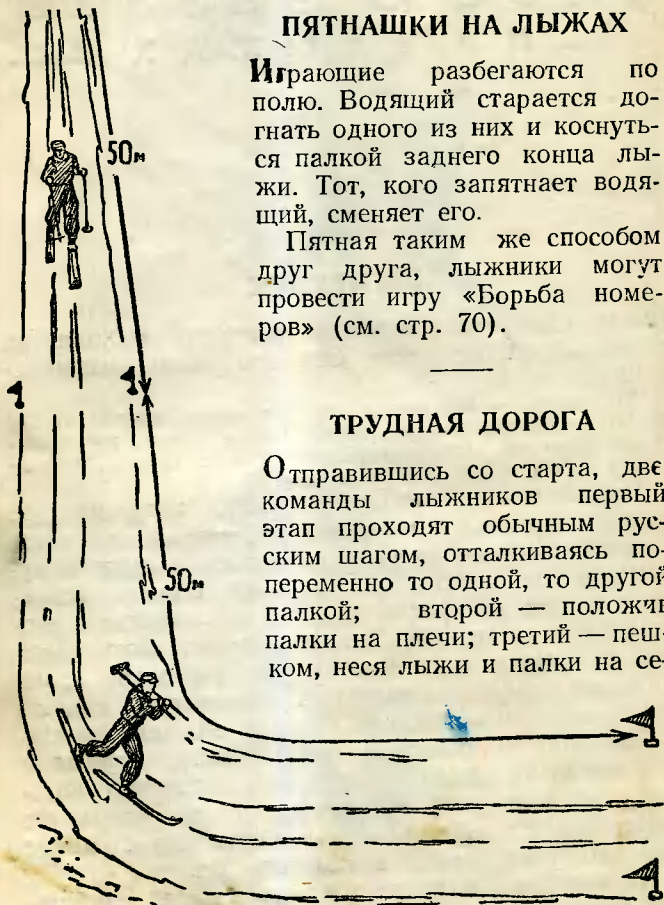 ПЯТНАШКИ НА ЛЫЖАХ
Играющие разбегаются по
полю. Водящий старается до-
гнать одного из них и коснуть-
ся палкой заднего конца лы-
жи. Тот, кого запятнает водя-
щий, сменяет его.
Пятная таким же способом
друг друга, лыжники могут
провести игру «Борьба номе-
ров» (см. стр. 70).
50м
ТРУДНАЯ ДОРОГА
Отправившись со старта, две
команды лыжников первый
этап проходят обычным рус-
ским шагом, отталкиваясь по-
переменно то одной, то другой
палкой; второй — положив
палки на плечи; третий — пеш-
ком, неся лыжи и палки на се-
50м